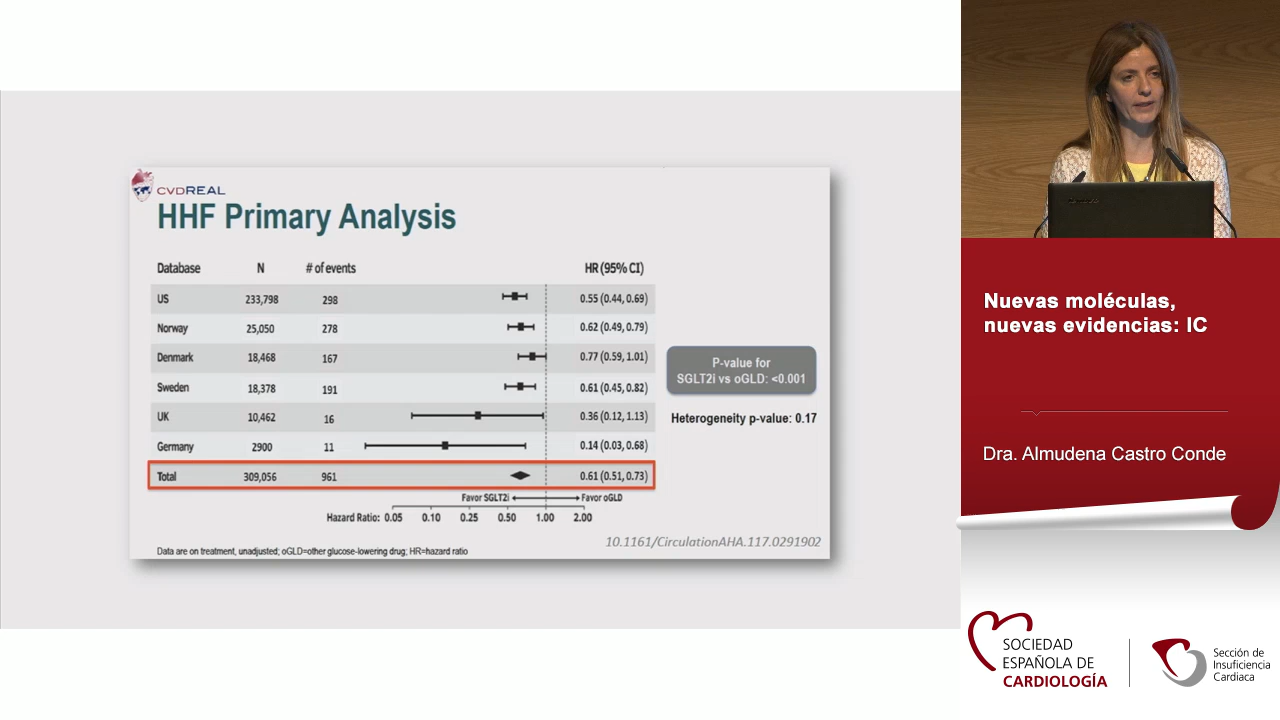 CVDREAL
HHF Primary Analysis
Database N # of events HR (95% CI)
US 233,798 298 0.55 (0.44, 0.69)
Norway 25,050 278 0.62 (0.49, 0.79)
Denmark 18,468 167 0.77 (0.59, 1.01)
Sweden 18,378 191 0.61 (0.45, 0.82)
UK 10,462 16 0.36 (0.12, 1.13)
Germany 2900 11 0.14 (0.03, 0.68)
Total 309,056 961 0.61 (0.51, 0.73)
Favor SGLT2i Favor oGLD
Hazard Ratio: 0.05 0.10 0.25 0.50 1.00 2.00
P-value for
SGLT2i vs oGLD: <0.001
Heterogeneity p-value: 0.17
10.1161/CirculationAHA.117.0291902
Data are on treatment, unadjusted; oGLD=other glucose-lowering drug; HR=hazard ratio
Nuevas moléculas,
nuevas evidencias: IC
Dra. Almudena Castro Conde
SOCIEDAD
ESPAÑOLA DE
CARDIOLOGÍA
Sección de
Insuficiencia
Cardiaca